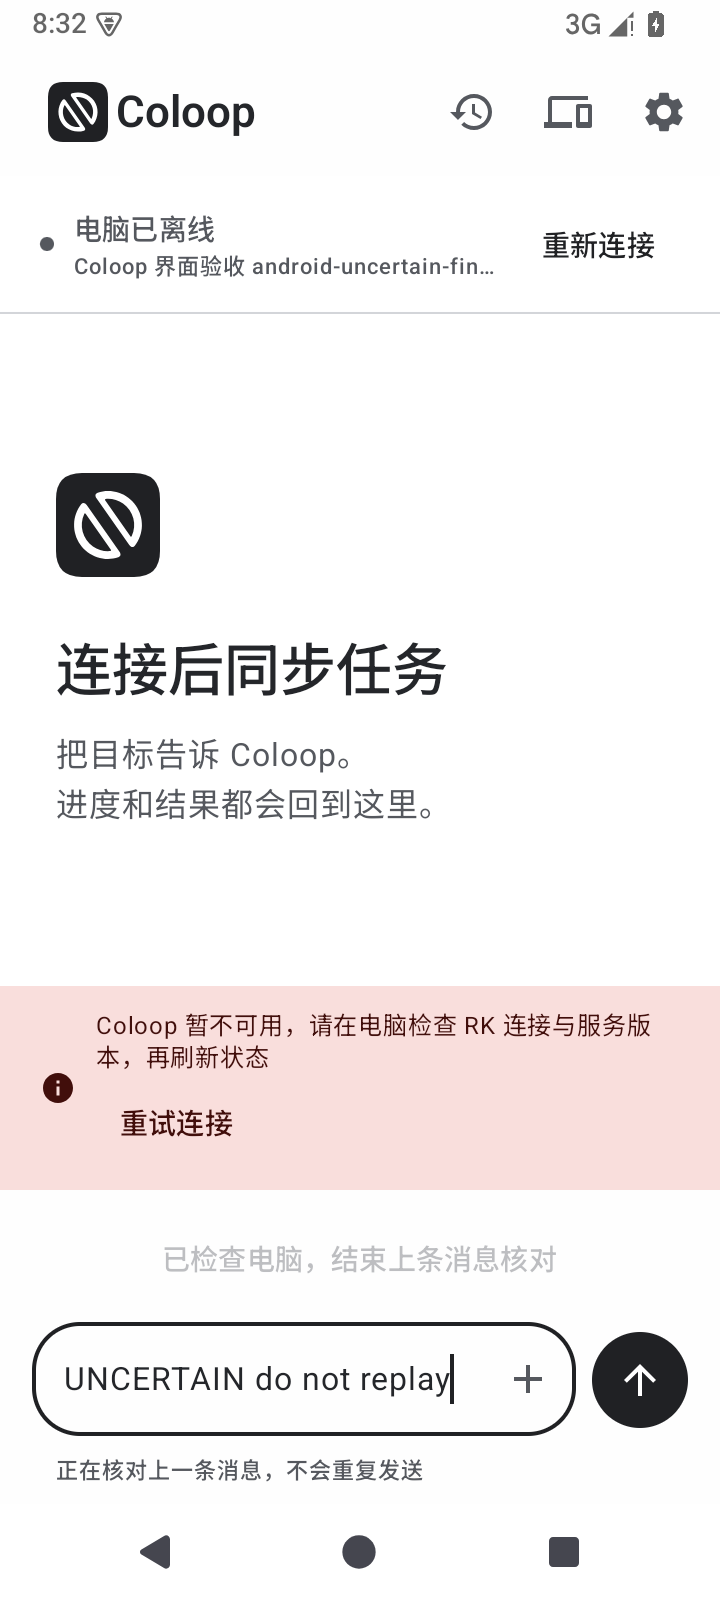 8:32
3G
Coloop
电脑已离线
Coloop 界面验收 android-uncertain-fin…
重新连接
连接后同步任务
把目标告诉 Coloop。
进度和结果都会回到这里。
Coloop 暂不可用，请在电脑检查 RK 连接与服务版
本，再刷新状态
重试连接
已检查电脑，结束上条消息核对
UNCERTAIN do not replay
正在核对上一条消息，不会重复发送